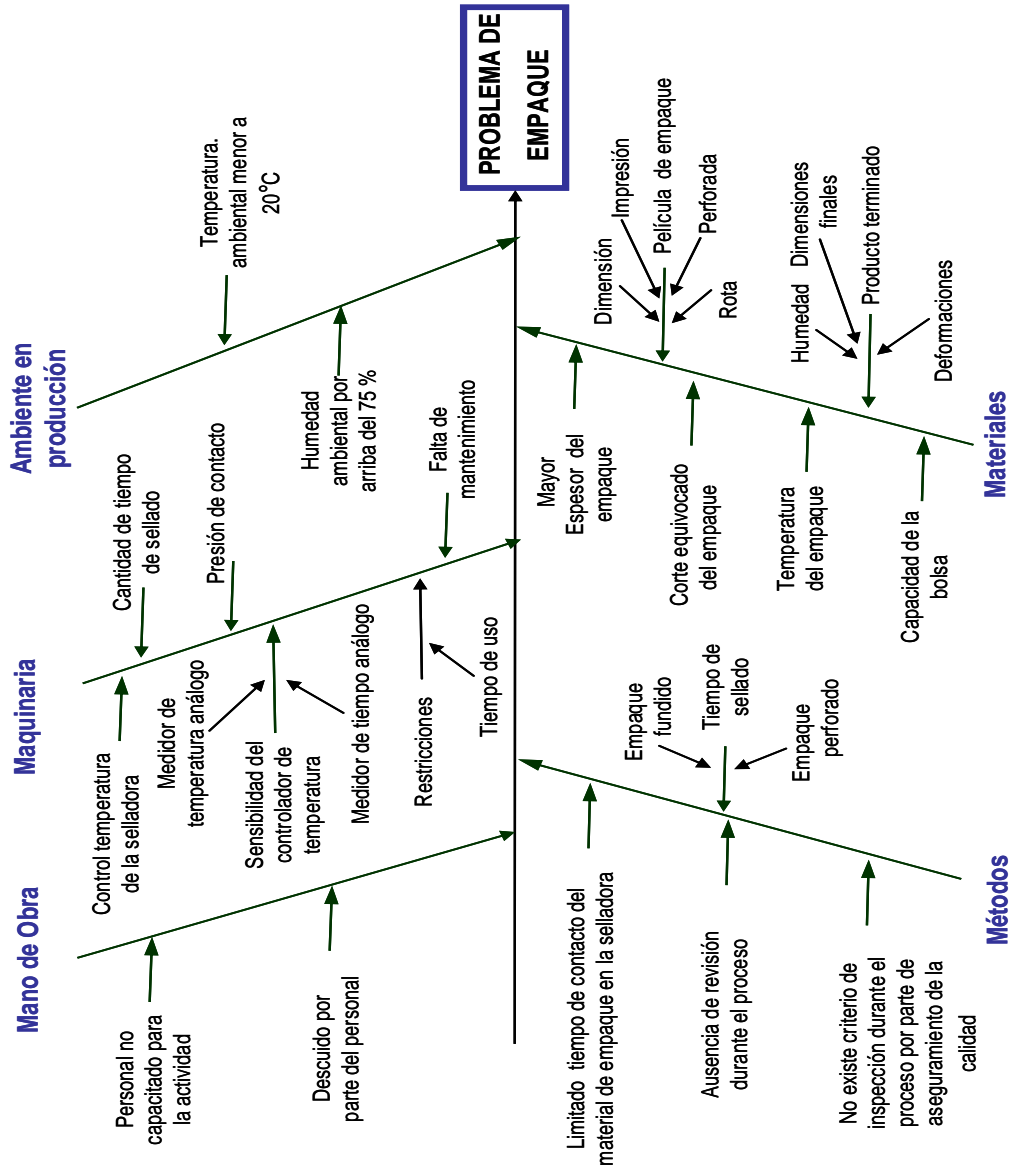 Mano de Obra
Personal no
capacitado para
la actividad
Descuido por
parte del personal
Maquinaria
Control temperatura
de la selladora
Cantidad de tiempo
de sellado
Presión de contacto
Medidor de
temperatura análogo
Sensibilidad del
controlador de
temperatura
Medidor de tiempo análogo
Restricciones
Tiempo de uso
Falta de
mantenimiento
Ambiente en
producción
Temperatura.
ambiental menor a
20°C
Humedad
ambiental por
arriba del 75 %
PROBLEMA DE
EMPAQUE
Métodos
Limitado tiempo de contacto del
material de empaque en la selladora
Ausencia de revisión
durante el proceso
No existe criterio de
inspección durante el
proceso por parte de
aseguramiento de la
calidad
Empaque
fundido
Tiempo de
sellado
Empaque
perforado
Materiales
Mayor
Espesor del
empaque
Corte equivocado
del empaque
Temperatura
del empaque
Capacidad de la
bolsa
Dimensión
Impresión
Película de empaque
Perforada
Rota
Humedad
Dimensiones
finales
Producto terminado
Deformaciones